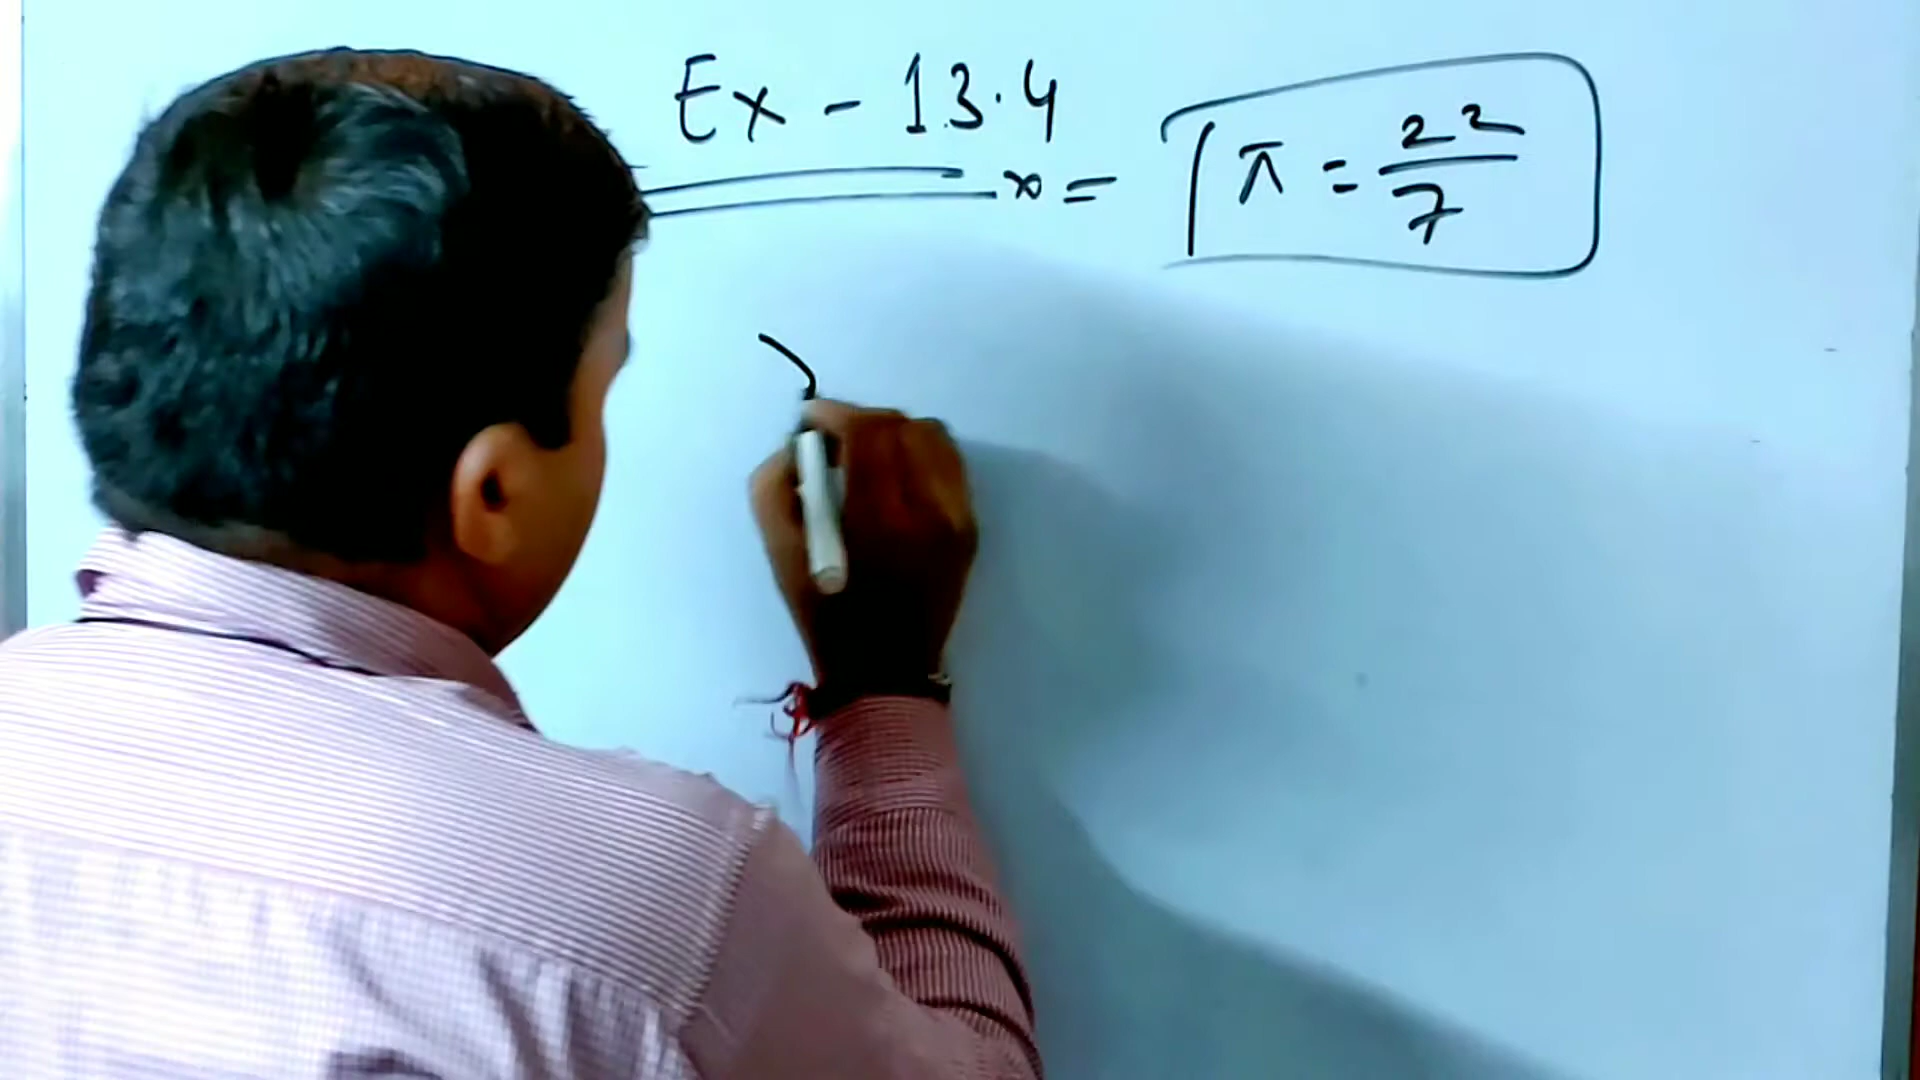 Ex - 13.4
x = π = 22/7